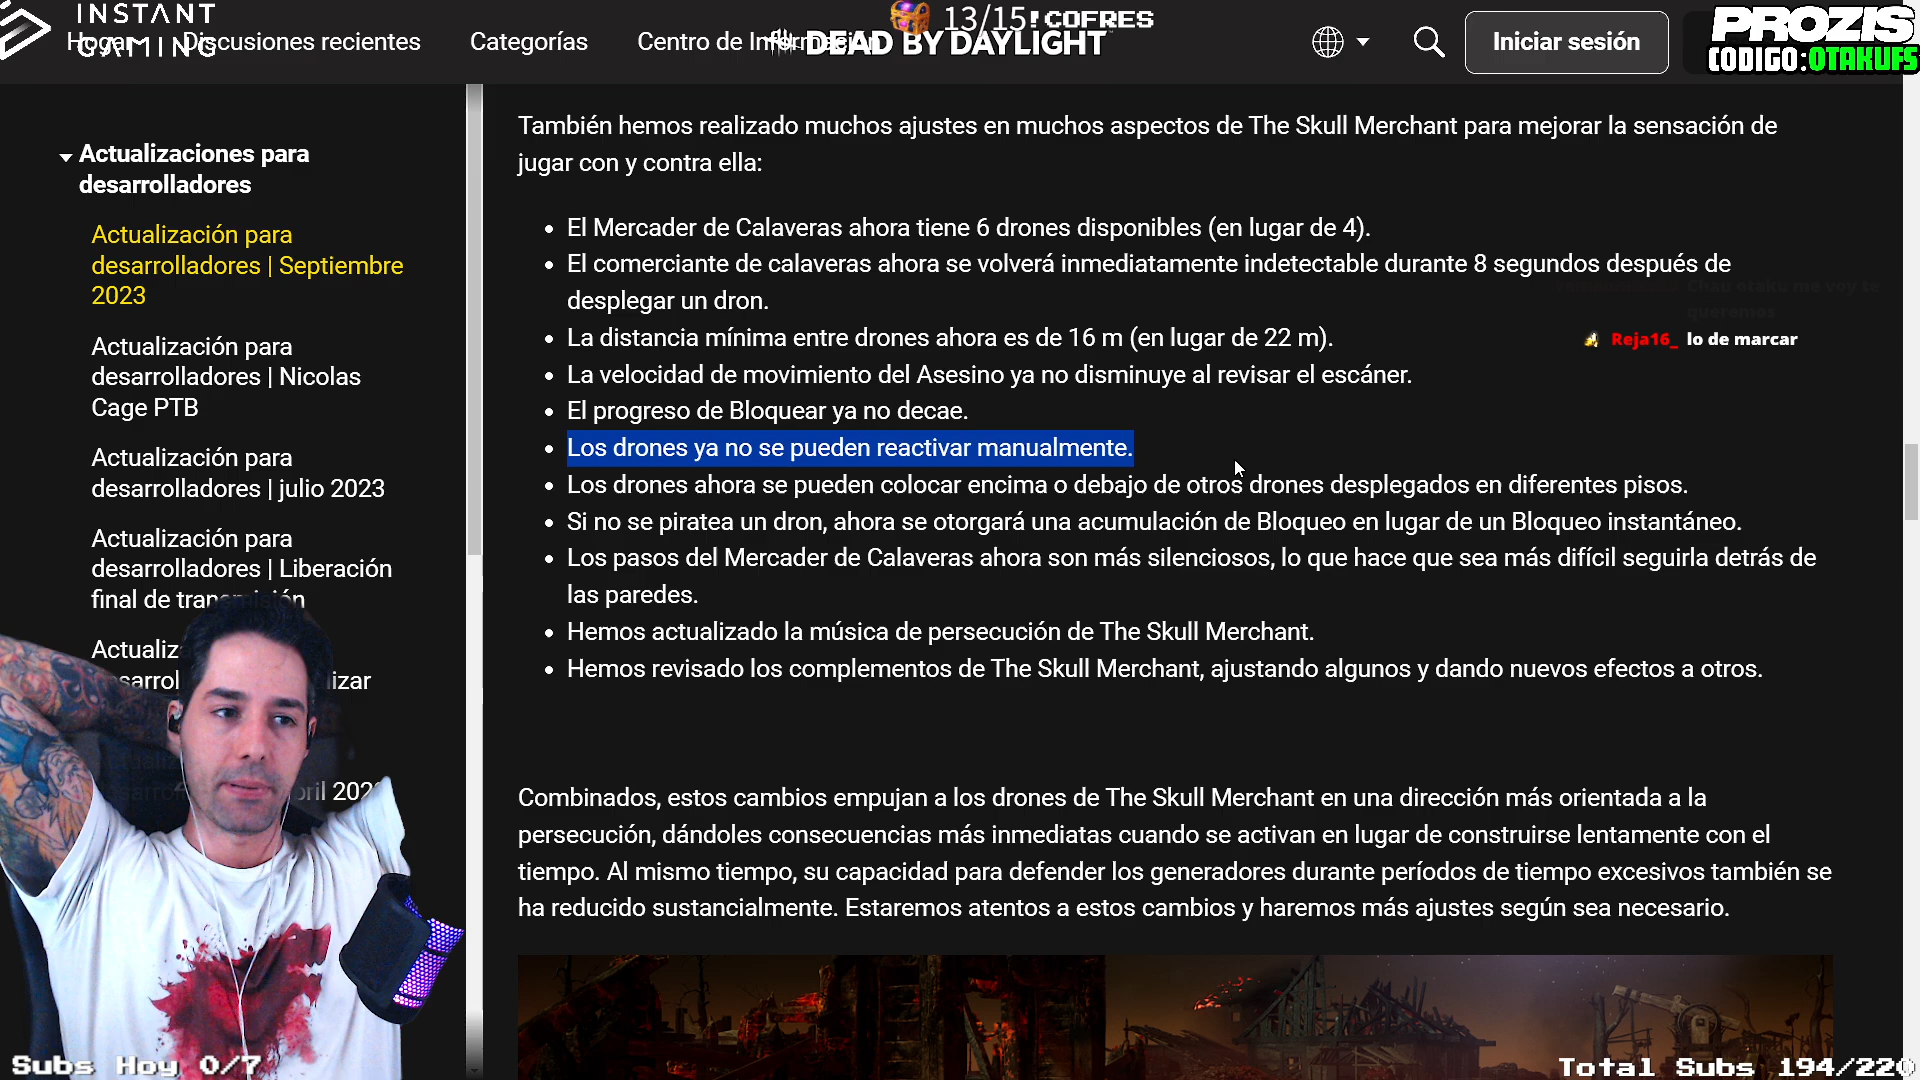 INSTANT
GAMING
Hogar
Discusiones recientes
Categorías
Centro de Información
13/15 ! COFRES
DEAD BY DAYLIGHT
Iniciar sesión
PROZIS
CODIGO:OTAKUFS
Actualizaciones para
desarrolladores
Actualización para
desarrolladores | Septiembre
2023
Actualización para
desarrolladores | Nicolas
Cage PTB
Actualización para
desarrolladores | julio 2023
Actualización para
desarrolladores | Liberación
final de transmisión
También hemos realizado muchos ajustes en muchos aspectos de The Skull Merchant para mejorar la sensación de
jugar con y contra ella:
El Mercader de Calaveras ahora tiene 6 drones disponibles (en lugar de 4).
El comerciante de calaveras ahora se volverá inmediatamente indetectable durante 8 segundos después de
desplegar un dron.
La distancia mínima entre drones ahora es de 16 m (en lugar de 22 m).
La velocidad de movimiento del Asesino ya no disminuye al revisar el escáner.
El progreso de Bloquear ya no decae.
Los drones ya no se pueden reactivar manualmente.
Los drones ahora se pueden colocar encima o debajo de otros drones desplegados en diferentes pisos.
Si no se piratea un dron, ahora se otorgará una acumulación de Bloqueo en lugar de un Bloqueo instantáneo.
Los pasos del Mercader de Calaveras ahora son más silenciosos, lo que hace que sea más difícil seguirla detrás de
las paredes.
Hemos actualizado la música de persecución de The Skull Merchant.
Hemos revisado los complementos de The Skull Merchant, ajustando algunos y dando nuevos efectos a otros.
Chao otaku me voy te
queremos
Reja16_ lo de marcar
Combinados, estos cambios empujan a los drones de The Skull Merchant en una dirección más orientada a la
persecución, dándoles consecuencias más inmediatas cuando se activan en lugar de construirse lentamente con el
tiempo. Al mismo tiempo, su capacidad para defender los generadores durante períodos de tiempo excesivos también se
ha reducido sustancialmente. Estaremos atentos a estos cambios y haremos más ajustes según sea necesario.
Subs Hoy 0/7
Total Subs 194/220